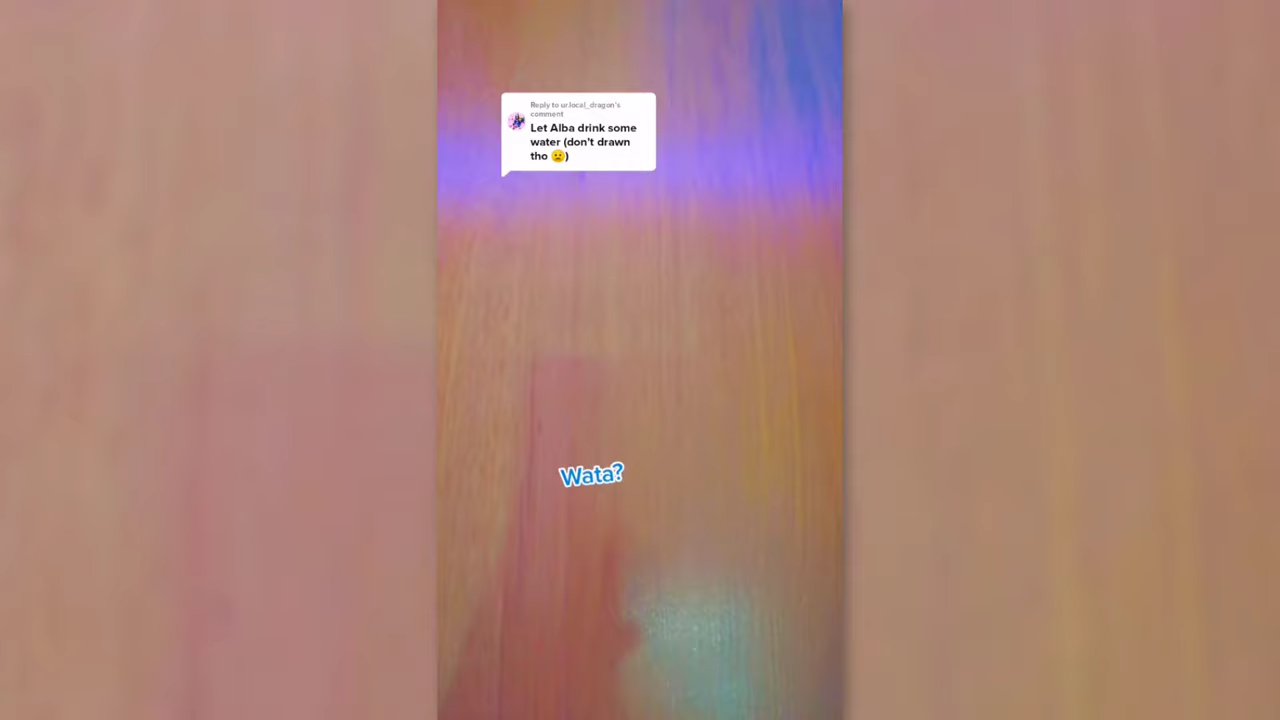 Reply to ur.local_dragon's
comment
Let Alba drink some
water (don't drawn
tho 😟)
Wata?